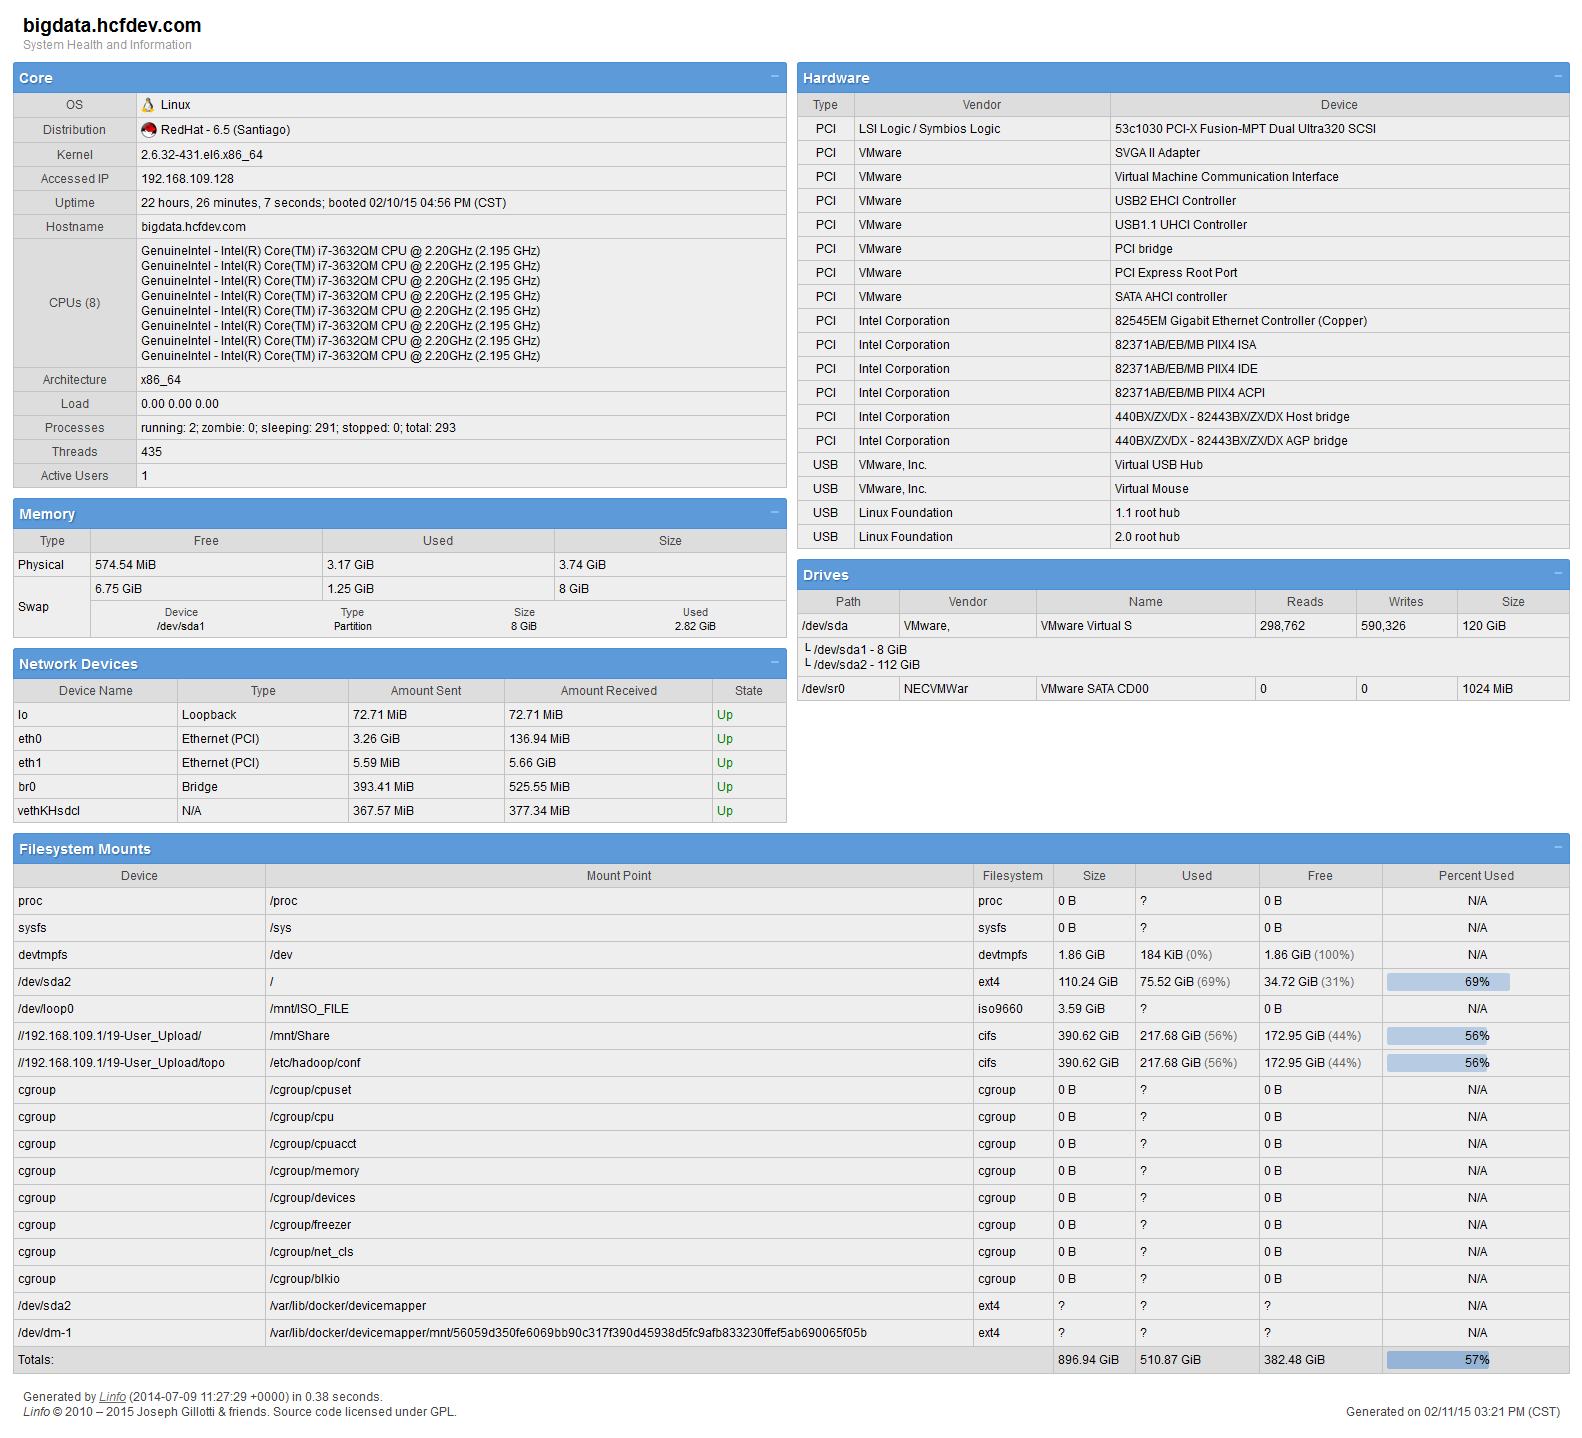 bigdata.hcfdev.com
System Health and Information
Core
OS Linux
Distribution RedHat - 6.5 (Santiago)
Kernel 2.6.32-431.el6.x86_64
Accessed IP 192.168.109.128
Uptime 22 hours, 26 minutes, 7 seconds; booted 02/10/15 04:56 PM (CST)
Hostname bigdata.hcfdev.com
CPUs (8)
GenuineIntel - Intel(R) Core(TM) i7-3632QM CPU @ 2.20GHz (2.195 GHz)
GenuineIntel - Intel(R) Core(TM) i7-3632QM CPU @ 2.20GHz (2.195 GHz)
GenuineIntel - Intel(R) Core(TM) i7-3632QM CPU @ 2.20GHz (2.195 GHz)
GenuineIntel - Intel(R) Core(TM) i7-3632QM CPU @ 2.20GHz (2.195 GHz)
GenuineIntel - Intel(R) Core(TM) i7-3632QM CPU @ 2.20GHz (2.195 GHz)
GenuineIntel - Intel(R) Core(TM) i7-3632QM CPU @ 2.20GHz (2.195 GHz)
GenuineIntel - Intel(R) Core(TM) i7-3632QM CPU @ 2.20GHz (2.195 GHz)
GenuineIntel - Intel(R) Core(TM) i7-3632QM CPU @ 2.20GHz (2.195 GHz)
Architecture x86_64
Load 0.00 0.00 0.00
Processes running: 2; zombie: 0; sleeping: 291; stopped: 0; total: 293
Threads 435
Active Users 1
Memory
Type Free Used Size
Physical 574.54 MiB 3.17 GiB 3.74 GiB
Swap 6.75 GiB 1.25 GiB 8 GiB
Device Type Size Used
/dev/sda1 Partition 8 GiB 2.82 GiB
Network Devices
Device Name Type Amount Sent Amount Received State
lo Loopback 72.71 MiB 72.71 MiB Up
eth0 Ethernet (PCI) 3.26 GiB 136.94 MiB Up
eth1 Ethernet (PCI) 5.59 MiB 5.66 GiB Up
br0 Bridge 393.41 MiB 525.55 MiB Up
vethKHsdcl N/A 367.57 MiB 377.34 MiB Up
Hardware
Type Vendor Device
PCI LSI Logic / Symbios Logic 53c1030 PCI-X Fusion-MPT Dual Ultra320 SCSI
PCI VMware SVGA II Adapter
PCI VMware Virtual Machine Communication Interface
PCI VMware USB2 EHCI Controller
PCI VMware USB1.1 UHCI Controller
PCI VMware PCI bridge
PCI VMware PCI Express Root Port
PCI VMware SATA AHCI controller
PCI Intel Corporation 82545EM Gigabit Ethernet Controller (Copper)
PCI Intel Corporation 82371AB/EB/MB PIIX4 ISA
PCI Intel Corporation 82371AB/EB/MB PIIX4 IDE
PCI Intel Corporation 82371AB/EB/MB PIIX4 ACPI
PCI Intel Corporation 440BX/ZX/DX - 82443BX/ZX/DX Host bridge
PCI Intel Corporation 440BX/ZX/DX - 82443BX/ZX/DX AGP bridge
USB VMware, Inc. Virtual USB Hub
USB VMware, Inc. Virtual Mouse
USB Linux Foundation 1.1 root hub
USB Linux Foundation 2.0 root hub
Drives
Path Vendor Name Reads Writes Size
/dev/sda VMware, VMware Virtual S 298,762 590,326 120 GiB
└ /dev/sda1 - 8 GiB
└ /dev/sda2 - 112 GiB
/dev/sr0 NECVMWar VMware SATA CD00 0 0 1024 MiB
Filesystem Mounts
Device Mount Point Filesystem Size Used Free Percent Used
proc /proc proc 0 B ? 0 B N/A
sysfs /sys sysfs 0 B ? 0 B N/A
devtmpfs /dev devtmpfs 1.86 GiB 184 KiB (0%) 1.86 GiB (100%) N/A
/dev/sda2 / ext4 110.24 GiB 75.52 GiB (69%) 34.72 GiB (31%) 69%
/dev/loop0 /mnt/ISO_FILE iso9660 3.59 GiB ? 0 B N/A
//192.168.109.1/19-User_Upload/ /mnt/Share cifs 390.62 GiB 217.68 GiB (56%) 172.95 GiB (44%) 56%
//192.168.109.1/19-User_Upload/topo /etc/hadoop/conf cifs 390.62 GiB 217.68 GiB (56%) 172.95 GiB (44%) 56%
cgroup /cgroup/cpuset cgroup 0 B ? 0 B N/A
cgroup /cgroup/cpu cgroup 0 B ? 0 B N/A
cgroup /cgroup/cpuacct cgroup 0 B ? 0 B N/A
cgroup /cgroup/memory cgroup 0 B ? 0 B N/A
cgroup /cgroup/devices cgroup 0 B ? 0 B N/A
cgroup /cgroup/freezer cgroup 0 B ? 0 B N/A
cgroup /cgroup/net_cls cgroup 0 B ? 0 B N/A
cgroup /cgroup/blkio cgroup 0 B ? 0 B N/A
/dev/sda2 /var/lib/docker/devicemapper ext4 ? ? ? N/A
/dev/dm-1 /var/lib/docker/devicemapper/mnt/56059d350fe6069bb90c317f390d45938d5fc9afb833230ffef5ab690065f05b ext4 ? ? ? N/A
Totals: 896.94 GiB 510.87 GiB 382.48 GiB 57%
Generated by Linfo (2014-07-09 11:27:29 +0000) in 0.38 seconds.
Linfo © 2010 – 2015 Joseph Gillotti & friends. Source code licensed under GPL.
Generated on 02/11/15 03:21 PM (CST)